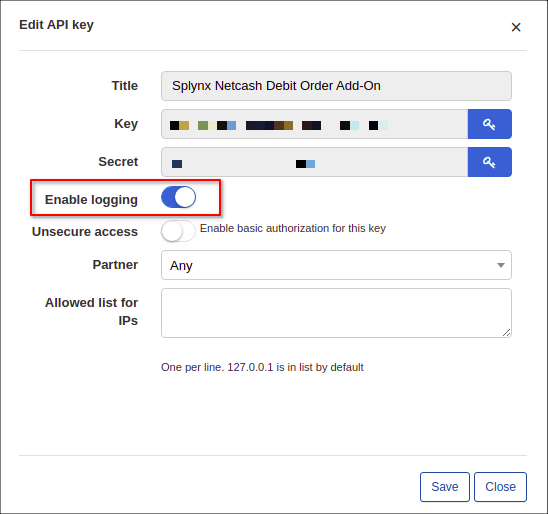 Edit API key
×
Title
Splynx Netcash Debit Order Add-On
Key
Secret
Enable logging
Unsecure access
Enable basic authorization for this key
Partner
Any
Allowed list for
IPs
One per line. 127.0.0.1 is in list by default
Save
Close